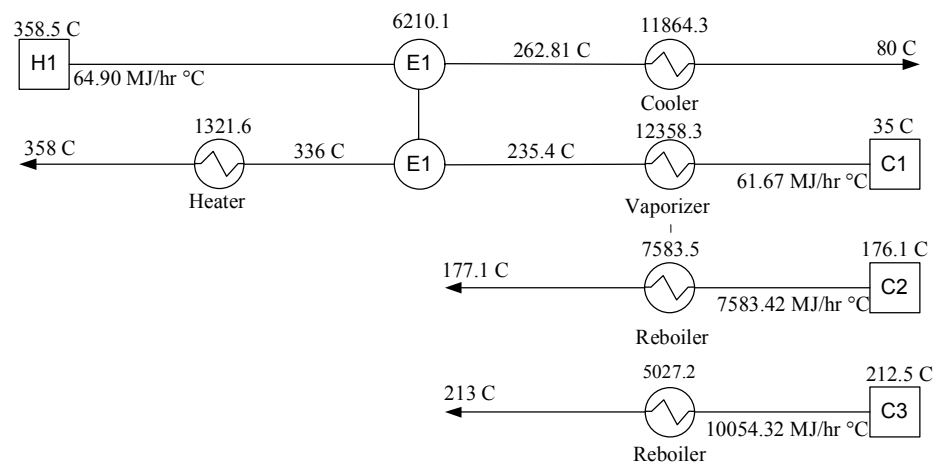 358.5 C
6210.1
11864.3
H1
64.90 MJ/hr °C
E1
262.81 C
80 C
Cooler
358 C
1321.6
336 C
E1
235.4 C
12358.3
35 C
61.67 MJ/hr °C
C1
Heater
Vaporizer
177.1 C
7583.5
176.1 C
7583.42 MJ/hr °C
C2
Reboiler
213 C
5027.2
212.5 C
10054.32 MJ/hr °C
C3
Reboiler